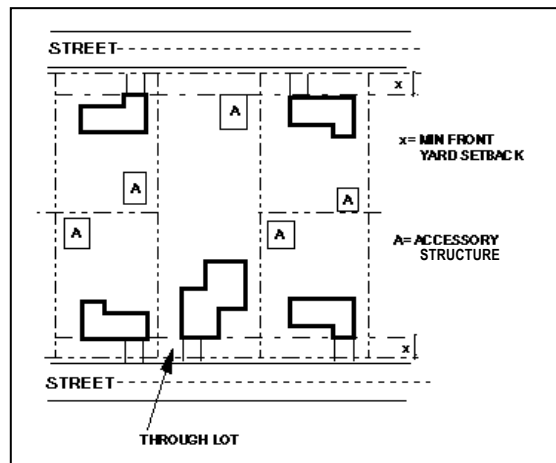 STREET
x
A
x = MIN FRONT
YARD SETBACK
A
A
A
A
A= ACCESSORY
STRUCTURE
x
STREET
THROUGH LOT